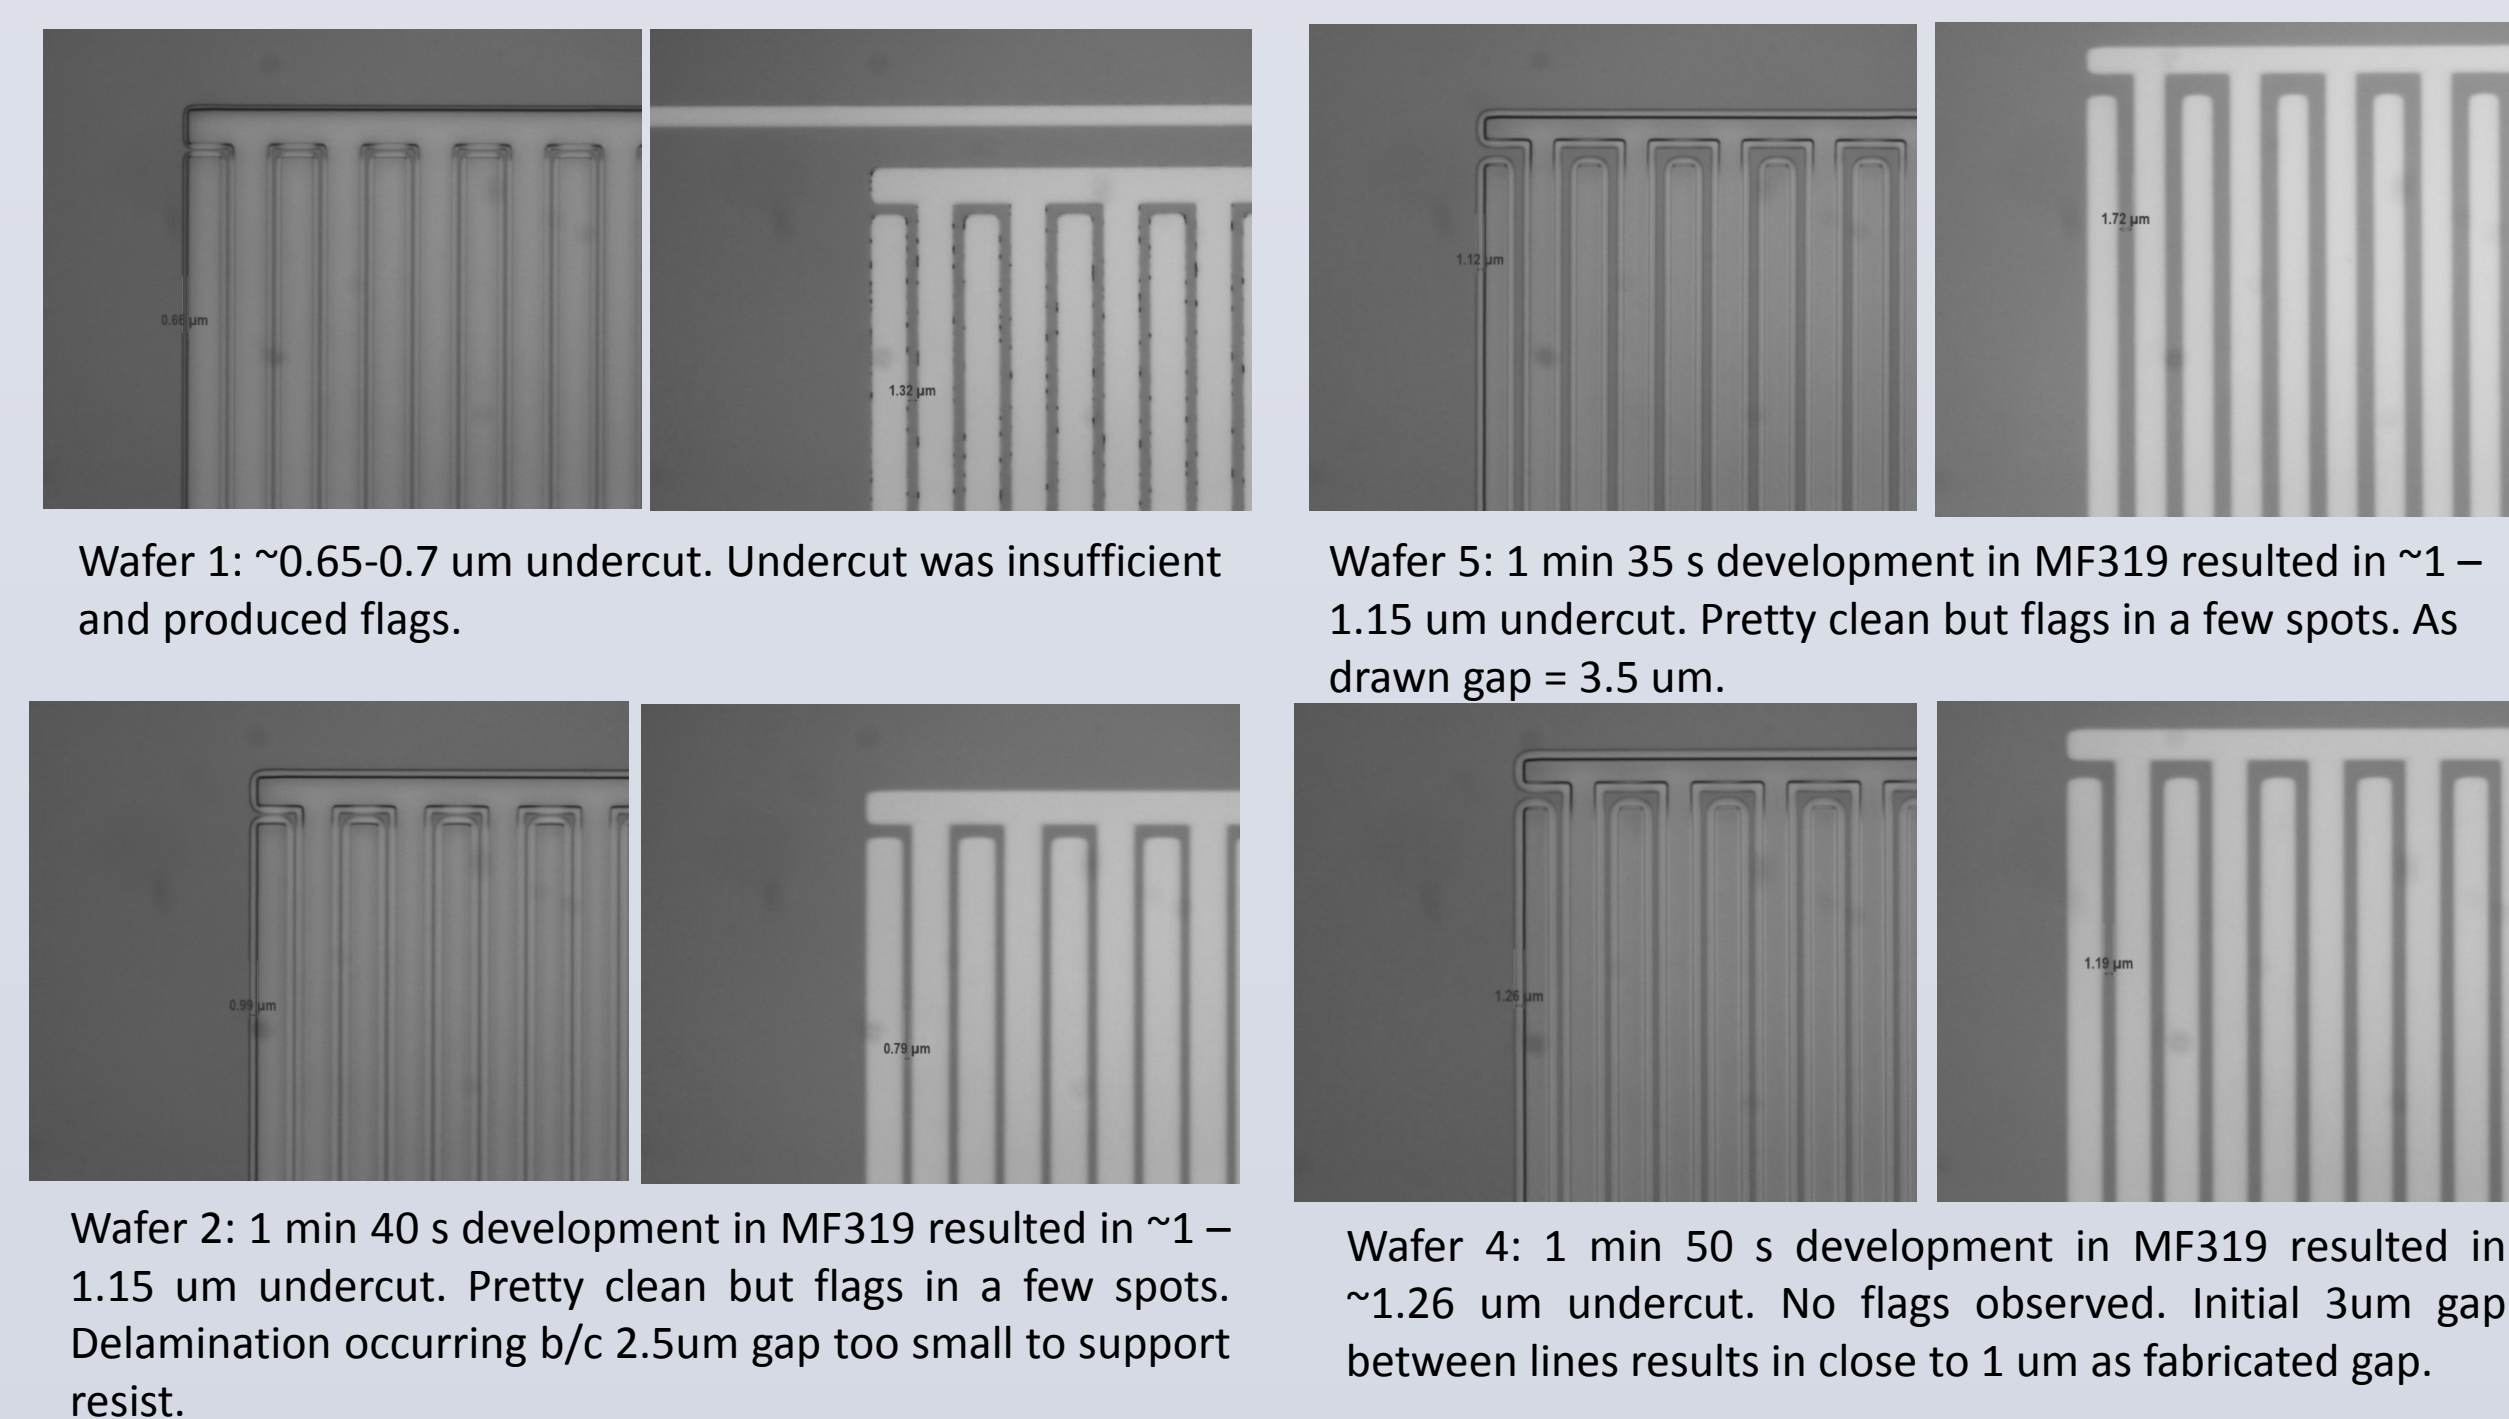 0.66 µm
1.32 µm
Wafer 1: ~0.65-0.7 um undercut. Undercut was insufficient
and produced flags.
1.12 µm
1.72 µm
Wafer 5: 1 min 35 s development in MF319 resulted in ~1 –
1.15 um undercut. Pretty clean but flags in a few spots. As
drawn gap = 3.5 um.
0.99 µm
0.79 µm
Wafer 2: 1 min 40 s development in MF319 resulted in ~1 –
1.15 um undercut. Pretty clean but flags in a few spots.
Delamination occurring b/c 2.5um gap too small to support
resist.
1.26 µm
1.19 µm
Wafer 4: 1 min 50 s development in MF319 resulted in
~1.26 um undercut. No flags observed. Initial 3um gap
between lines results in close to 1 um as fabricated gap.